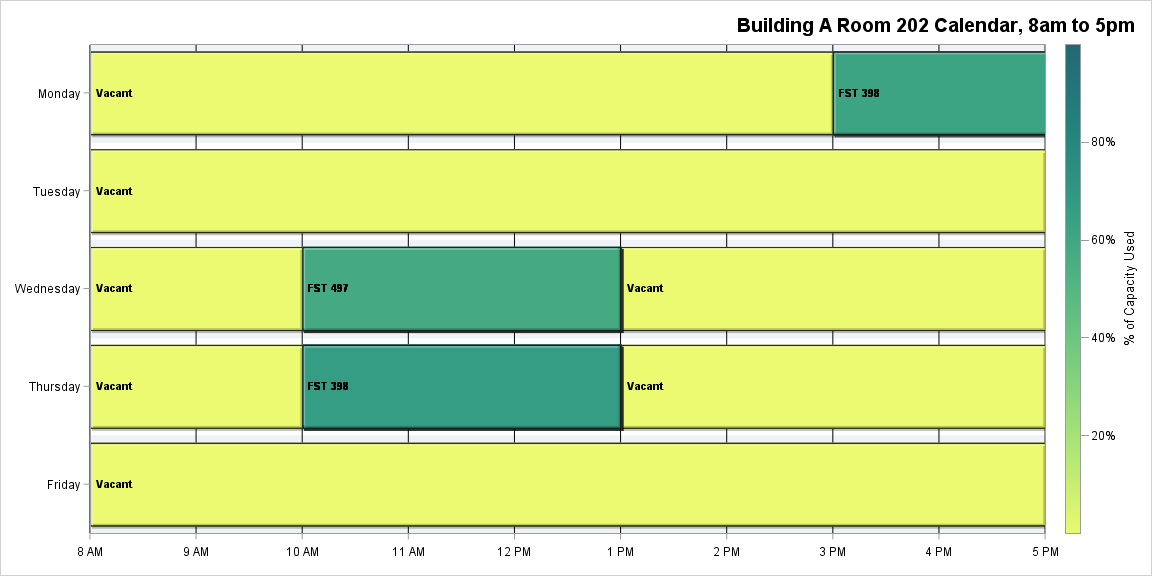 Building A Room 202 Calendar, 8am to 5pm
Monday
Vacant
FST 398
Tuesday
Vacant
Wednesday
Vacant
FST 497
Vacant
Thursday
Vacant
FST 398
Vacant
Friday
Vacant
8 AM
9 AM
10 AM
11 AM
12 PM
1 PM
2 PM
3 PM
4 PM
5 PM
80%
60%
40%
20%
% of Capacity Used